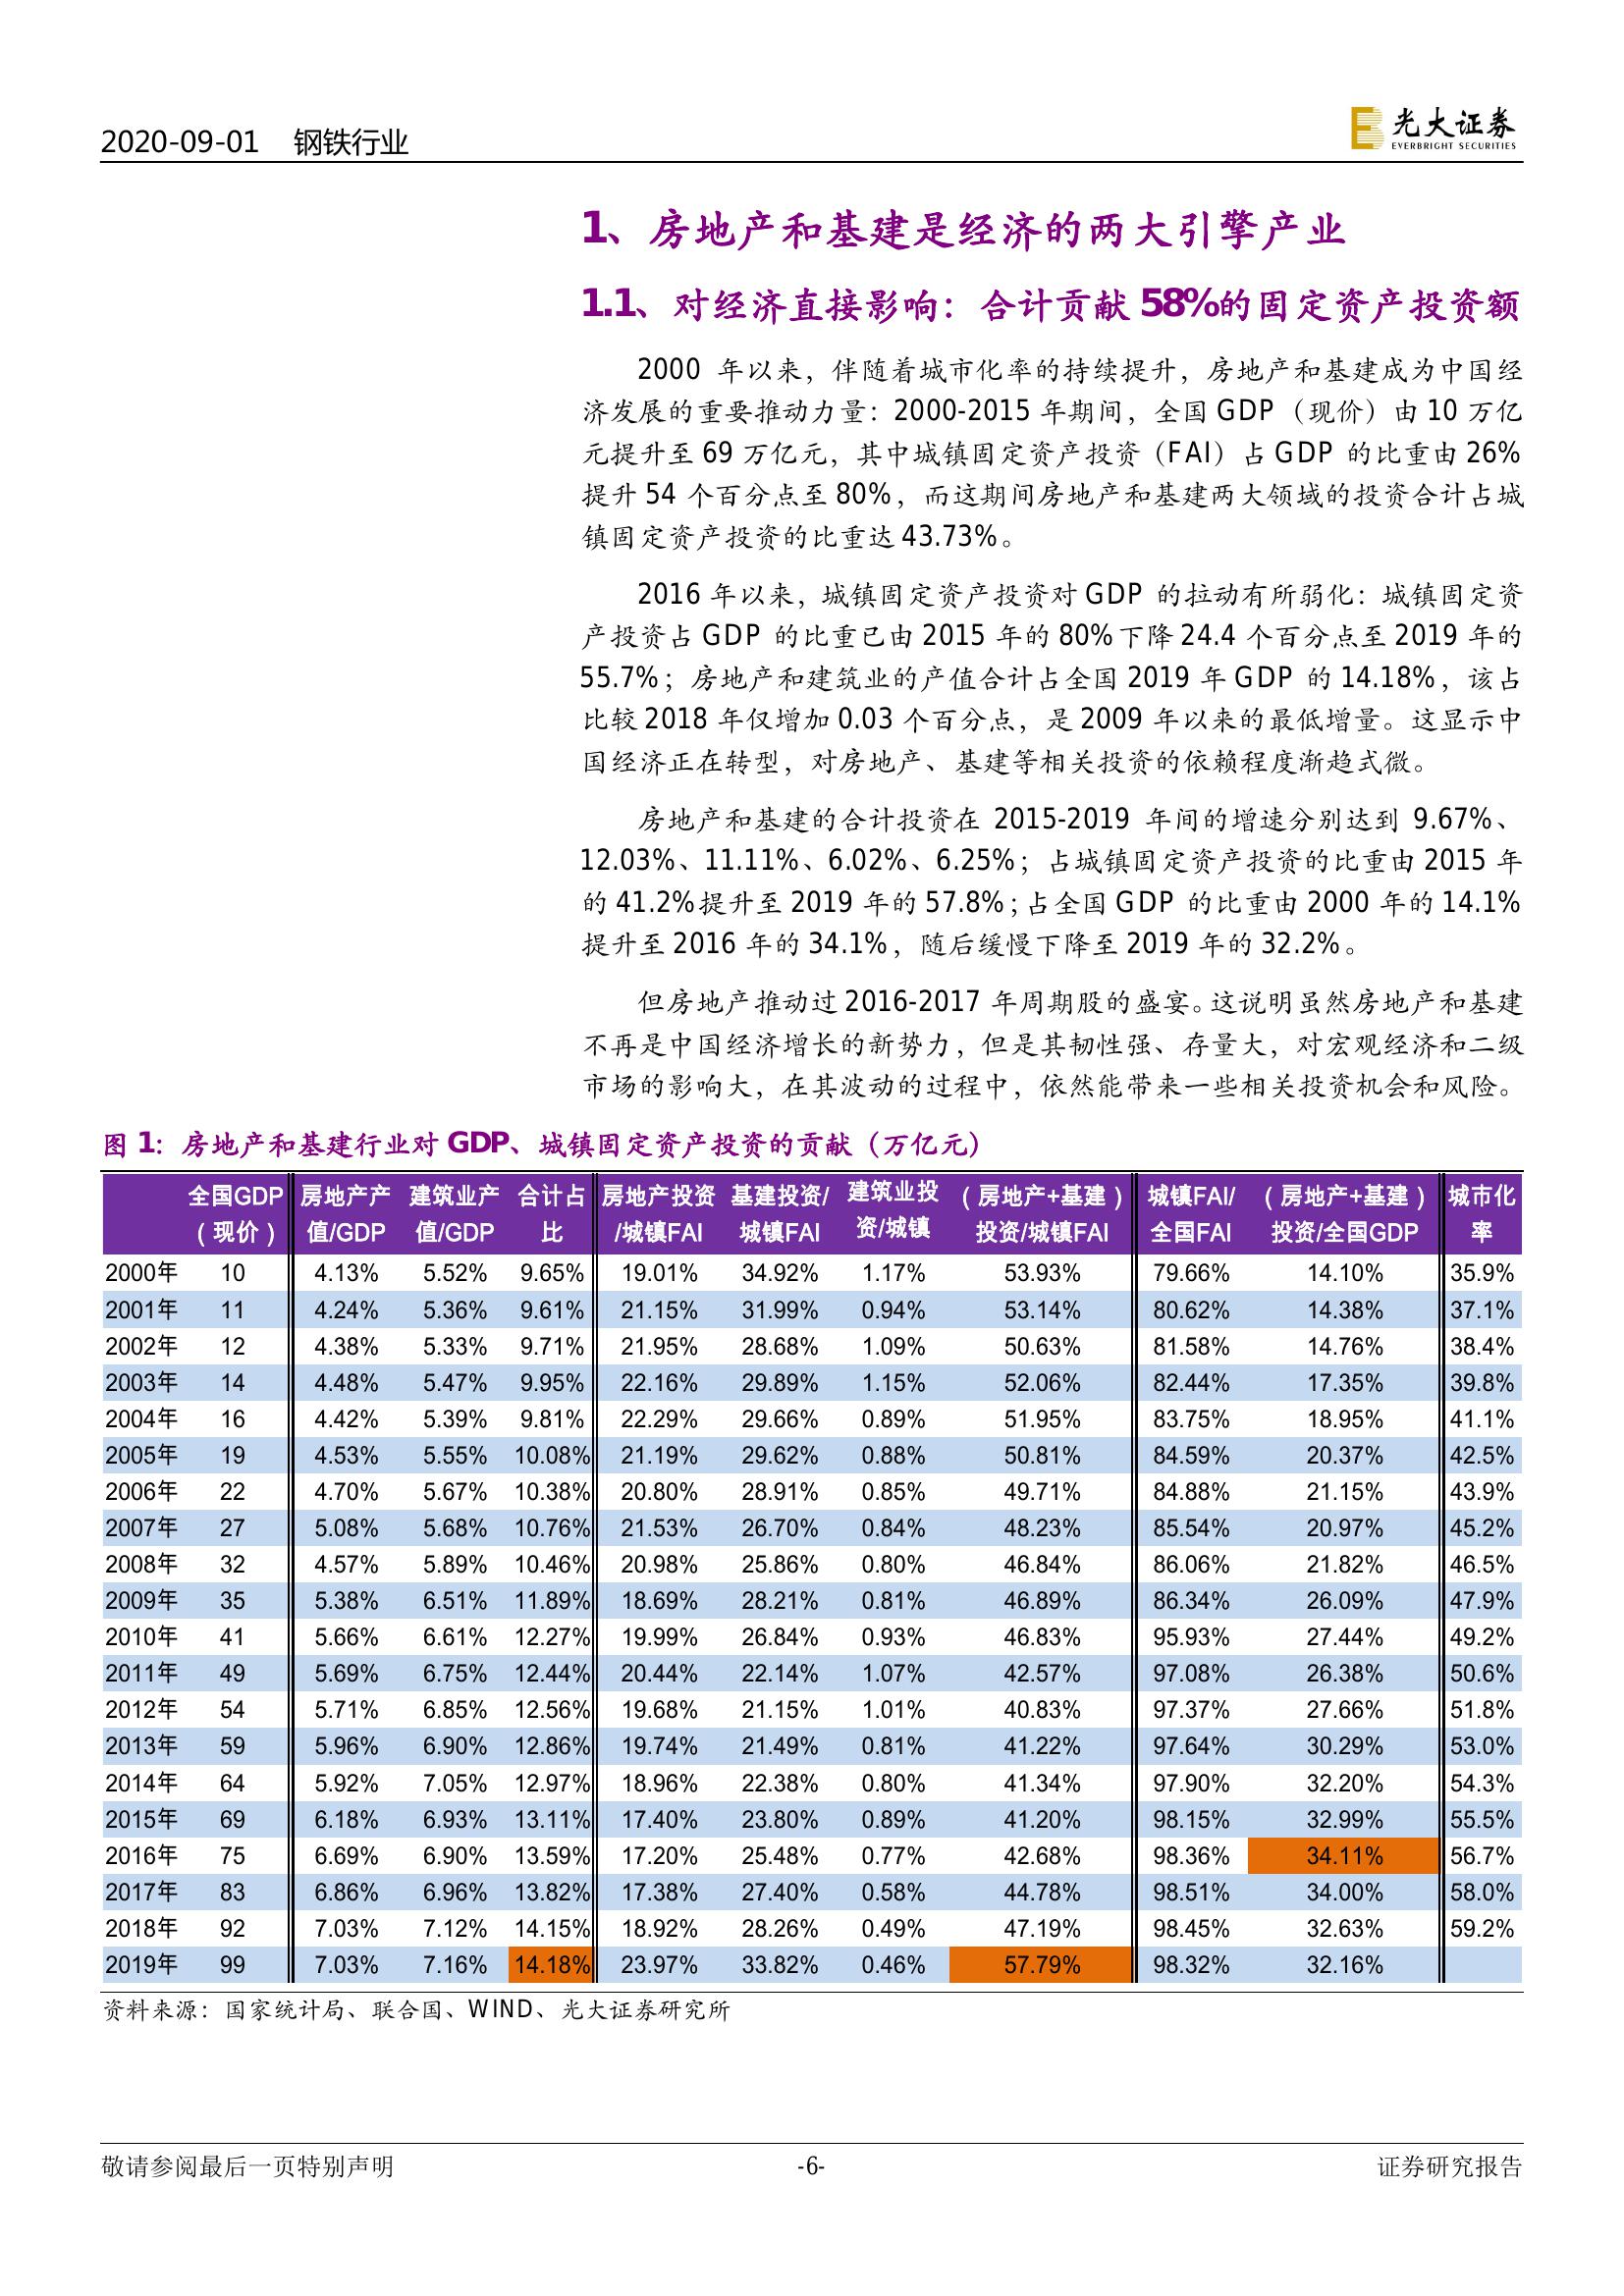 2020-09-01 钢铁行业
光大证券
EVERBRIGHT SECURITIES
1、房地产和基建是经济的两大引擎产业
1.1、对经济直接影响：合计贡献 58%的固定资产投资额
2000 年以来，伴随着城市化率的持续提升，房地产和基建成为中国经
济发展的重要推动力量：2000-2015 年期间，全国 GDP（现价）由 10 万亿
元提升至 69 万亿元，其中城镇固定资产投资（FAI）占 GDP 的比重由 26%
提升 54 个百分点至 80%，而这期间房地产和基建两大领域的投资合计占城
镇固定资产投资的比重达 43.73%。
2016 年以来，城镇固定资产投资对 GDP 的拉动有所弱化：城镇固定资
产投资占 GDP 的比重已由 2015 年的 80%下降 24.4 个百分点至 2019 年的
55.7%；房地产和建筑业的产值合计占全国 2019 年 GDP 的 14.18%，该占
比较 2018 年仅增加 0.03 个百分点，是 2009 年以来的最低增量。这显示中
国经济正在转型，对房地产、基建等相关投资的依赖程度渐趋式微。
房地产和基建的合计投资在 2015-2019 年间的增速分别达到 9.67%、
12.03%、11.11%、6.02%、6.25%；占城镇固定资产投资的比重由 2015 年
的 41.2%提升至 2019 年的 57.8%；占全国 GDP 的比重由 2000 年的 14.1%
提升至 2016 年的 34.1%，随后缓慢下降至 2019 年的 32.2%。
但房地产推动过 2016-2017 年周期股的盛宴。这说明虽然房地产和基建
不再是中国经济增长的新势力，但是其韧性强、存量大，对宏观经济和二级
市场的影响大，在其波动的过程中，依然能带来一些相关投资机会和风险。
图 1：房地产和基建行业对 GDP、城镇固定资产投资的贡献（万亿元）
全国GDP 房地产产 建筑业产 合计占 房地产投资 基建投资/ 建筑业投 （房地产+基建） 城镇FAI/ （房地产+基建） 城市化
（现价） 值/GDP 值/GDP 比 /城镇FAI 城镇FAI 资/城镇 投资/城镇FAI 全国FAI 投资/全国GDP 率
2000年 10 4.13% 5.52% 9.65% 19.01% 34.92% 1.17% 53.93% 79.66% 14.10% 35.9%
2001年 11 4.24% 5.36% 9.61% 21.15% 31.99% 0.94% 53.14% 80.62% 14.38% 37.1%
2002年 12 4.38% 5.33% 9.71% 21.95% 28.68% 1.09% 50.63% 81.58% 14.76% 38.4%
2003年 14 4.48% 5.47% 9.95% 22.16% 29.89% 1.15% 52.06% 82.44% 17.35% 39.8%
2004年 16 4.42% 5.39% 9.81% 22.29% 29.66% 0.89% 51.95% 83.75% 18.95% 41.1%
2005年 19 4.53% 5.55% 10.08% 21.19% 29.62% 0.88% 50.81% 84.59% 20.37% 42.5%
2006年 22 4.70% 5.67% 10.38% 20.80% 28.91% 0.85% 49.71% 84.88% 21.15% 43.9%
2007年 27 5.08% 5.68% 10.76% 21.53% 26.70% 0.84% 48.23% 85.54% 20.97% 45.2%
2008年 32 4.57% 5.89% 10.46% 20.98% 25.86% 0.80% 46.84% 86.06% 21.82% 46.5%
2009年 35 5.38% 6.51% 11.89% 18.69% 28.21% 0.81% 46.89% 86.34% 26.09% 47.9%
2010年 41 5.66% 6.61% 12.27% 19.99% 26.84% 0.93% 46.83% 95.93% 27.44% 49.2%
2011年 49 5.69% 6.75% 12.44% 20.44% 22.14% 1.07% 42.57% 97.08% 26.38% 50.6%
2012年 54 5.71% 6.85% 12.56% 19.68% 21.15% 1.01% 40.83% 97.37% 27.66% 51.8%
2013年 59 5.96% 6.90% 12.86% 19.74% 21.49% 0.81% 41.22% 97.64% 30.29% 53.0%
2014年 64 5.92% 7.05% 12.97% 18.96% 22.38% 0.80% 41.34% 97.90% 32.20% 54.3%
2015年 69 6.18% 6.93% 13.11% 17.40% 23.80% 0.89% 41.20% 98.15% 32.99% 55.5%
2016年 75 6.69% 6.90% 13.59% 17.20% 25.48% 0.77% 42.68% 98.36% 34.11% 56.7%
2017年 83 6.86% 6.96% 13.82% 17.38% 27.40% 0.58% 44.78% 98.51% 34.00% 58.0%
2018年 92 7.03% 7.12% 14.15% 18.92% 28.26% 0.49% 47.19% 98.45% 32.63% 59.2%
2019年 99 7.03% 7.16% 14.18% 23.97% 33.82% 0.46% 57.79% 98.32% 32.16%
资料来源：国家统计局、联合国、WIND、光大证券研究所
敬请参阅最后一页特别声明 -6- 证券研究报告